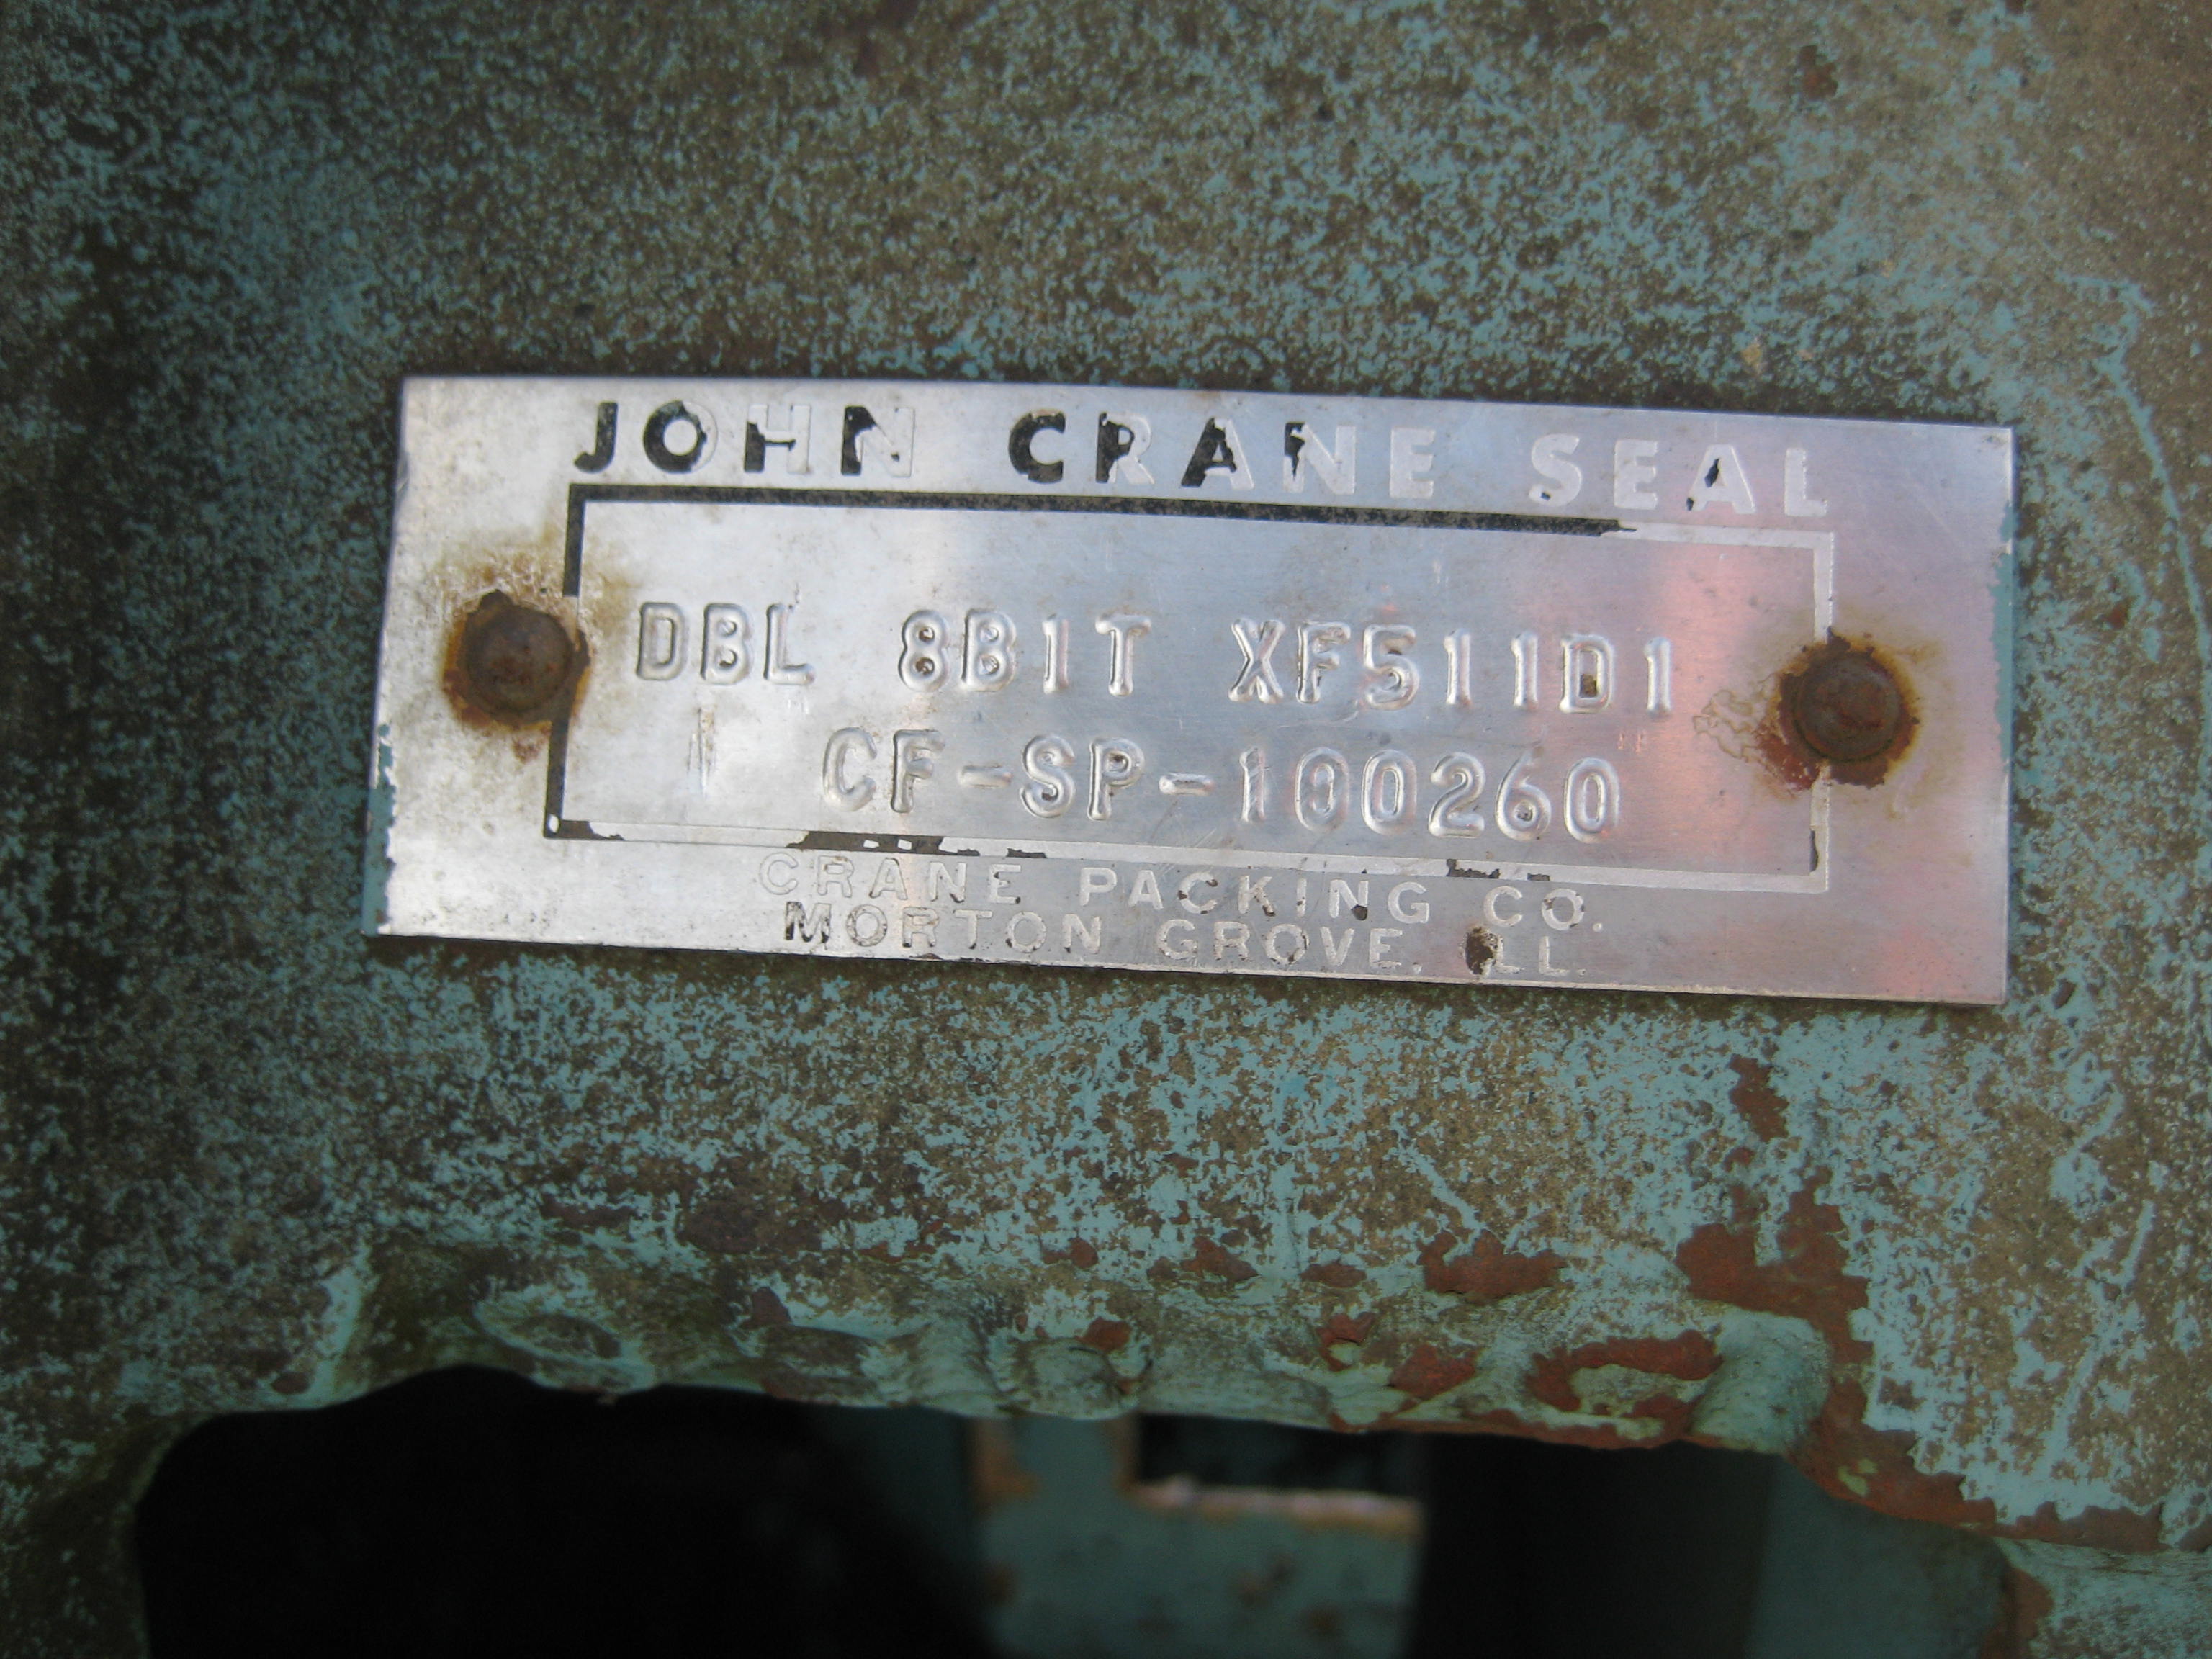 JOHN CRANE SEAL
DBL 8B1T XF511D1
CF-SP-100260
CRANE PACKING CO.
MORTON GROVE, ILL.